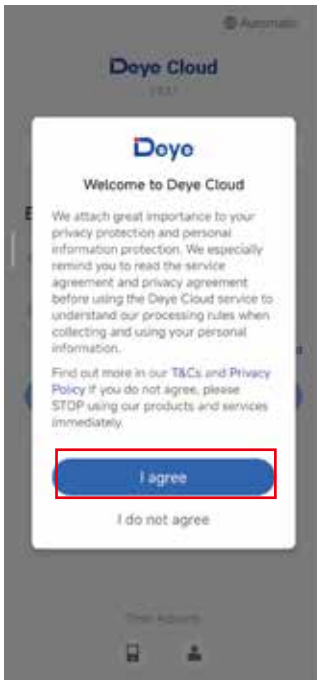 Automatic
Deye Cloud
Deye
Welcome to Deye Cloud
We attach great importance to your
privacy protection and personal
information protection. We especially
remind you to read the service
agreement and privacy agreement
before using the Deye Cloud service to
understand our processing rules when
collecting and using your personal
information.
Find out more in our T&Cs and Privacy
Policy If you do not agree, please
STOP using our products and services
immediately.
I agree
I do not agree